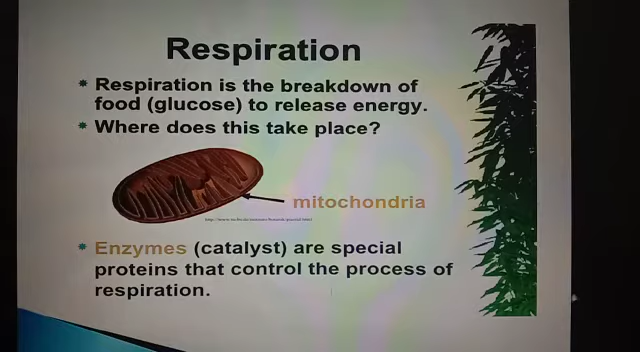 Respiration
Respiration is the breakdown of
food (glucose) to release energy.
Where does this take place?
mitochondria
Enzymes (catalyst) are special
proteins that control the process of
respiration.